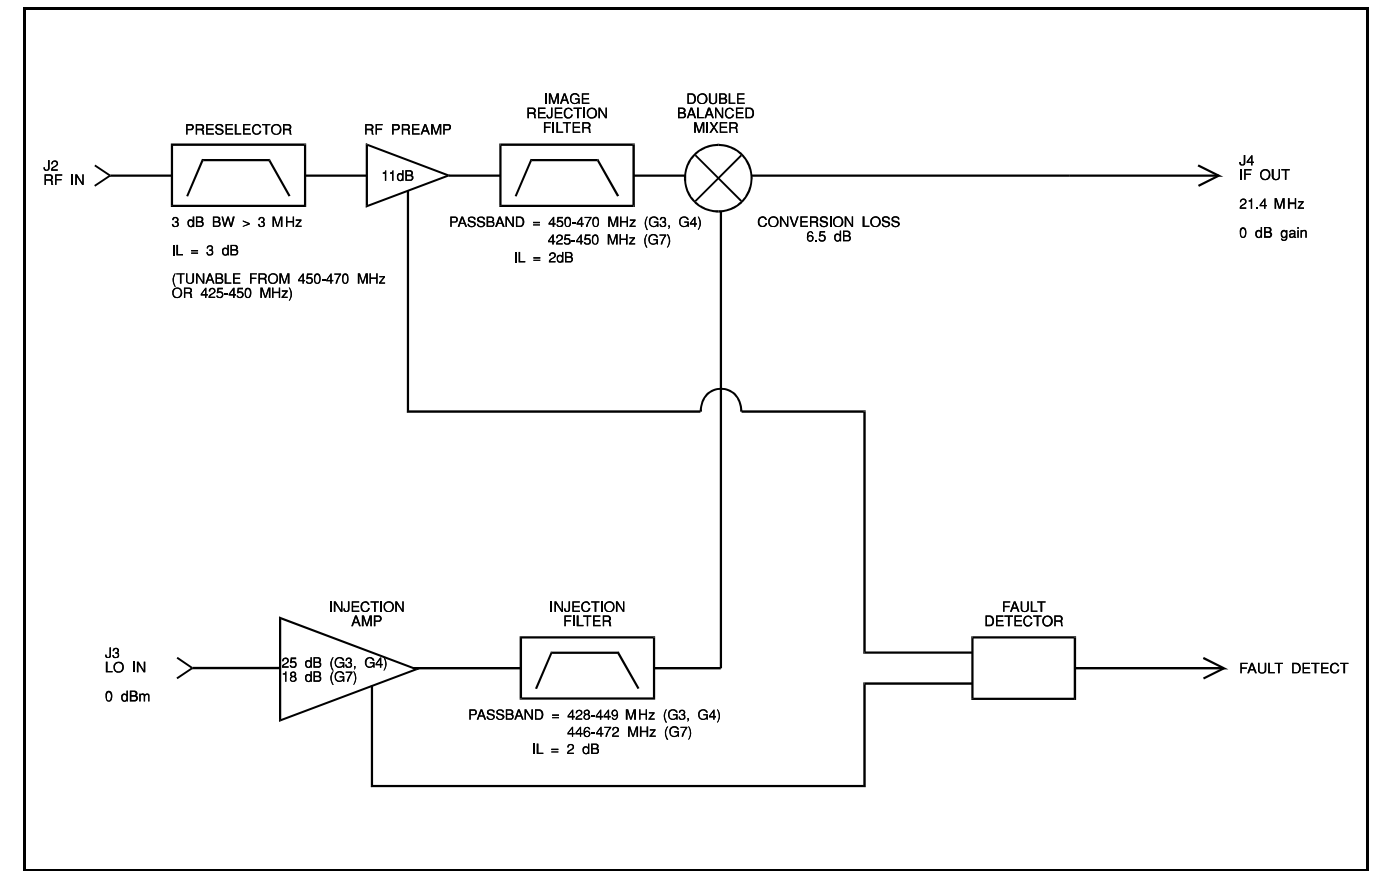 IMAGE
REJECTION
FILTER
DOUBLE
BALANCED
MIXER
PRESELECTOR
RF PREAMP
J2
RF IN
11dB
J4
IF OUT
21.4 MHz
0 dB gain
3 dB BW > 3 MHz
IL = 3 dB
(TUNABLE FROM 450-470 MHz
OR 425-450 MHz)
PASSBAND = 450-470 MHz (G3, G4)
425-450 MHz (G7)
IL = 2dB
CONVERSION LOSS
6.5 dB
INJECTION
AMP
INJECTION
FILTER
FAULT
DETECTOR
J3
LO IN
0 dBm
25 dB (G3, G4)
18 dB (G7)
FAULT DETECT
PASSBAND = 428-449 MHz (G3, G4)
446-472 MHz (G7)
IL = 2 dB